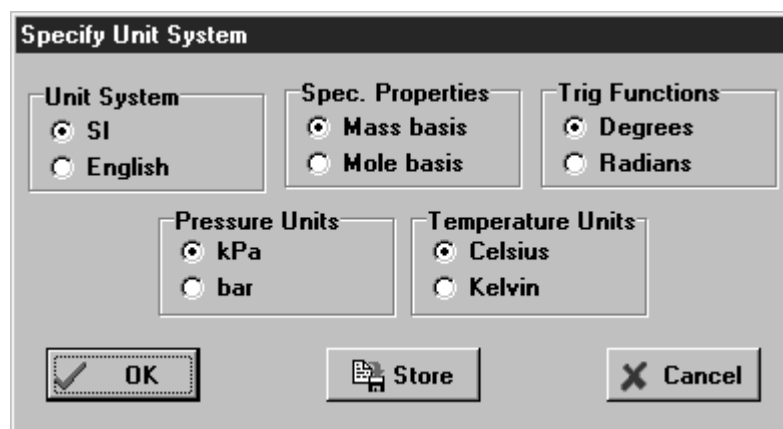 Specify Unit System
Unit System
SI
English
Spec. Properties
Mass basis
Mole basis
Trig Functions
Degrees
Radians
Pressure Units
kPa
bar
Temperature Units
Celsius
Kelvin
OK
Store
Cancel